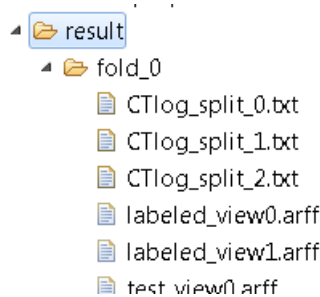 result
fold_0
CTlog_split_0.txt
CTlog_split_1.txt
CTlog_split_2.txt
labeled_view0.arff
labeled_view1.arff
test_view0.arff